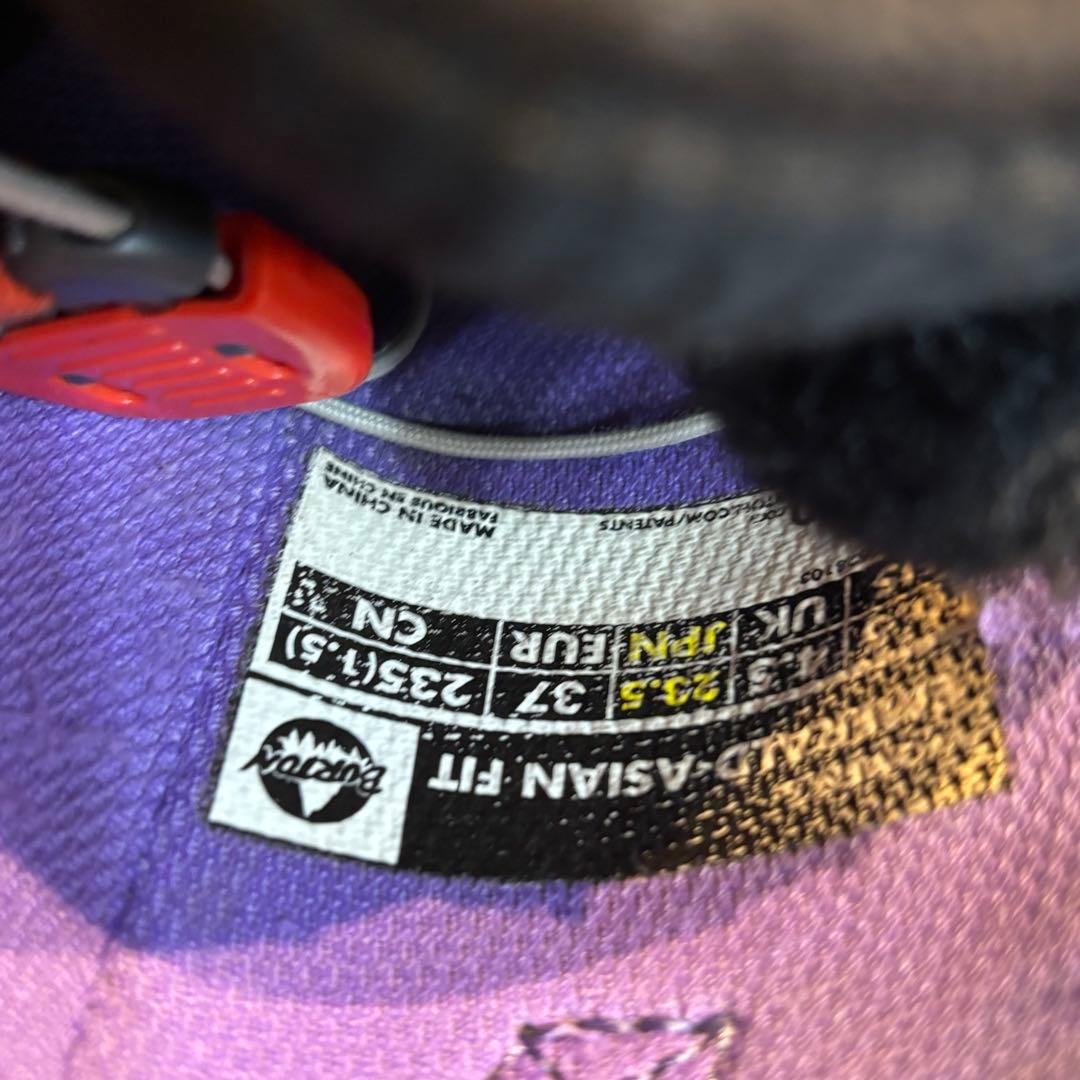 ASIAN FIT
BURTON
4.5 23.5 37 235(1.5)
UK JPN EUR CN
.COM/PATENTS
MADE IN CHINA
FABRIQUE EN CHINE